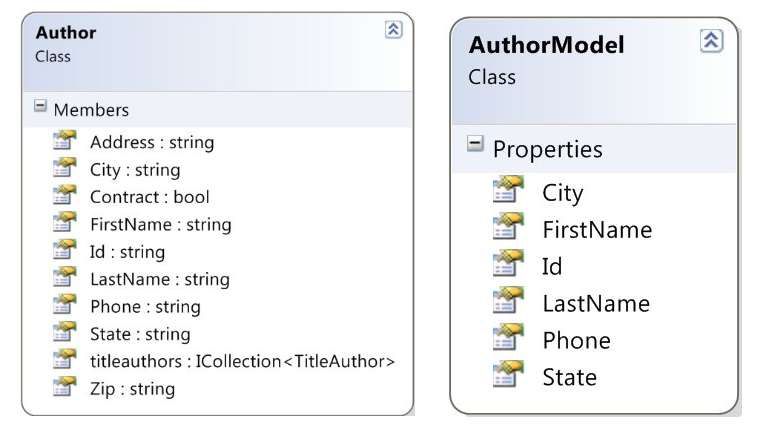 Author
Class
Members
Address : string
City : string
Contract : bool
FirstName : string
Id : string
LastName : string
Phone : string
State : string
titleauthors : ICollection<TitleAuthor>
Zip : string
AuthorModel
Class
Properties
City
FirstName
Id
LastName
Phone
State